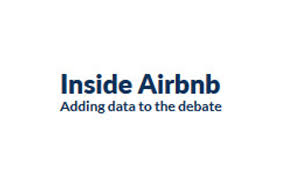 Inside Airbnb
Adding data to the debate